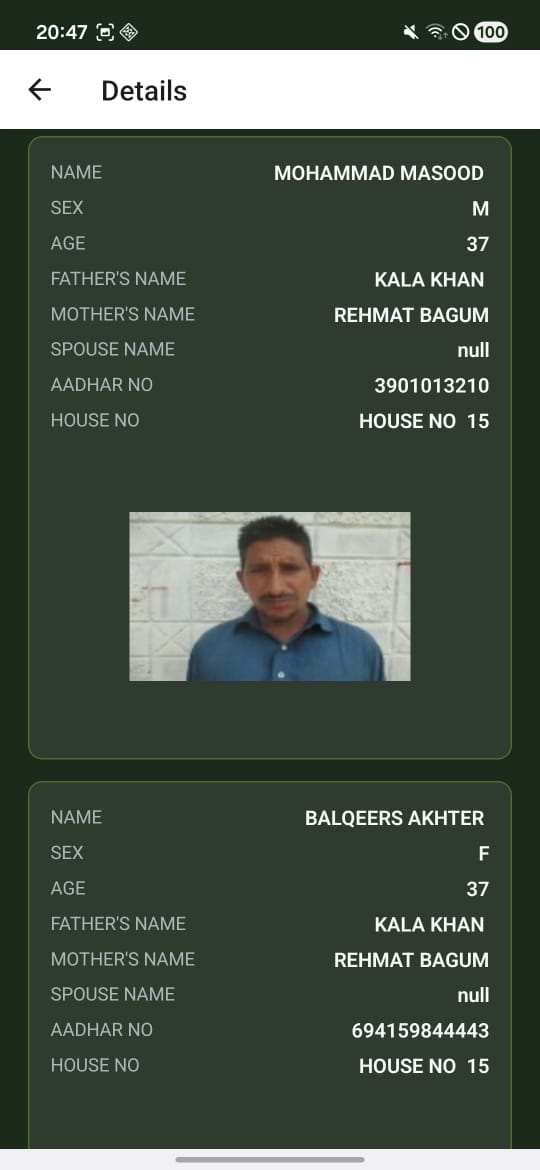 20:47
100
Details
NAME MOHAMMAD MASOOD
SEX M
AGE 37
FATHER'S NAME KALA KHAN
MOTHER'S NAME REHMAT BAGUM
SPOUSE NAME null
AADHAR NO 3901013210
HOUSE NO HOUSE NO 15
NAME BALQEERS AKHTER
SEX F
AGE 37
FATHER'S NAME KALA KHAN
MOTHER'S NAME REHMAT BAGUM
SPOUSE NAME null
AADHAR NO 694159844443
HOUSE NO HOUSE NO 15